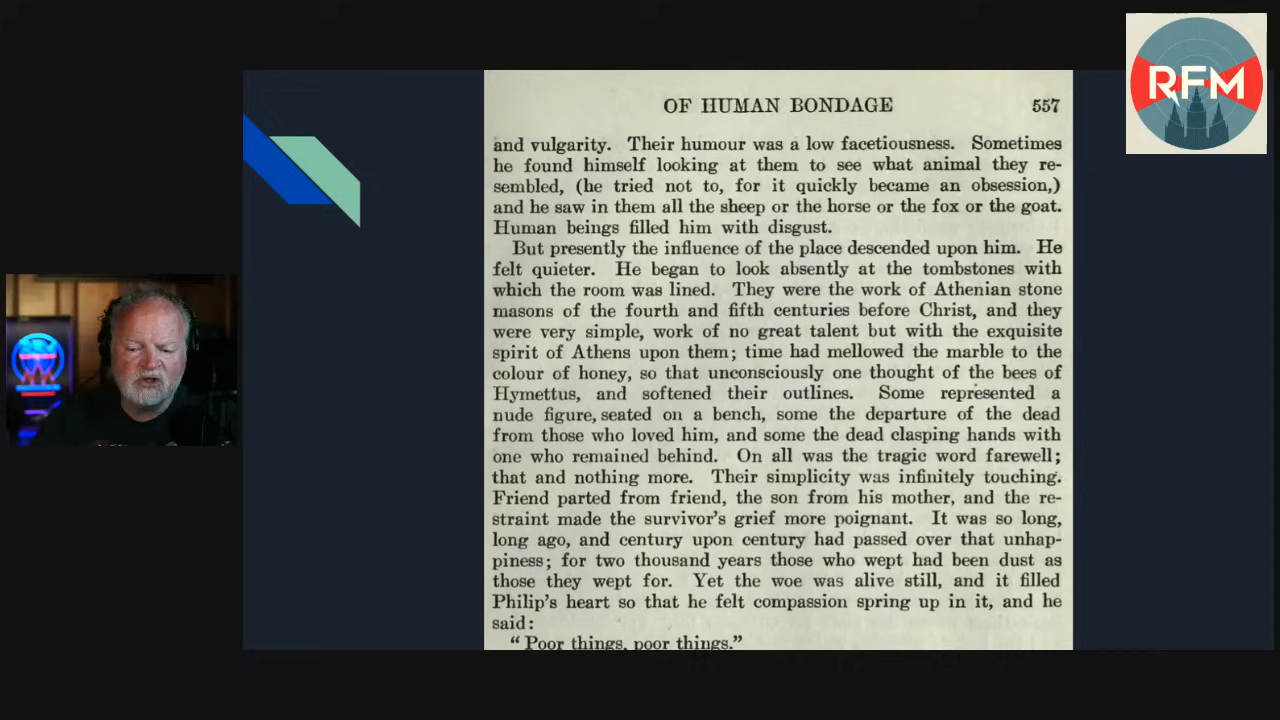 RFM
OF HUMAN BONDAGE 557
and vulgarity. Their humour was a low facetiousness. Sometimes
he found himself looking at them to see what animal they re-
sembled, (he tried not to, for it quickly became an obsession,)
and he saw in them all the sheep or the horse or the fox or the goat.
Human beings filled him with disgust.
But presently the influence of the place descended upon him. He
felt quieter. He began to look absently at the tombstones with
which the room was lined. They were the work of Athenian stone
masons of the fourth and fifth centuries before Christ, and they
were very simple, work of no great talent but with the exquisite
spirit of Athens upon them; time had mellowed the marble to the
colour of honey, so that unconsciously one thought of the bees of
Hymettus, and softened their outlines. Some represented a
nude figure, seated on a bench, some the departure of the dead
from those who loved him, and some the dead clasping hands with
one who remained behind. On all was the tragic word farewell;
that and nothing more. Their simplicity was infinitely touching.
Friend parted from friend, the son from his mother, and the re-
straint made the survivor's grief more poignant. It was so long,
long ago, and century upon century had passed over that unhap-
piness; for two thousand years those who wept had been dust as
those they wept for. Yet the woe was alive still, and it filled
Philip's heart so that he felt compassion spring up in it, and he
said:
"Poor things, poor things."